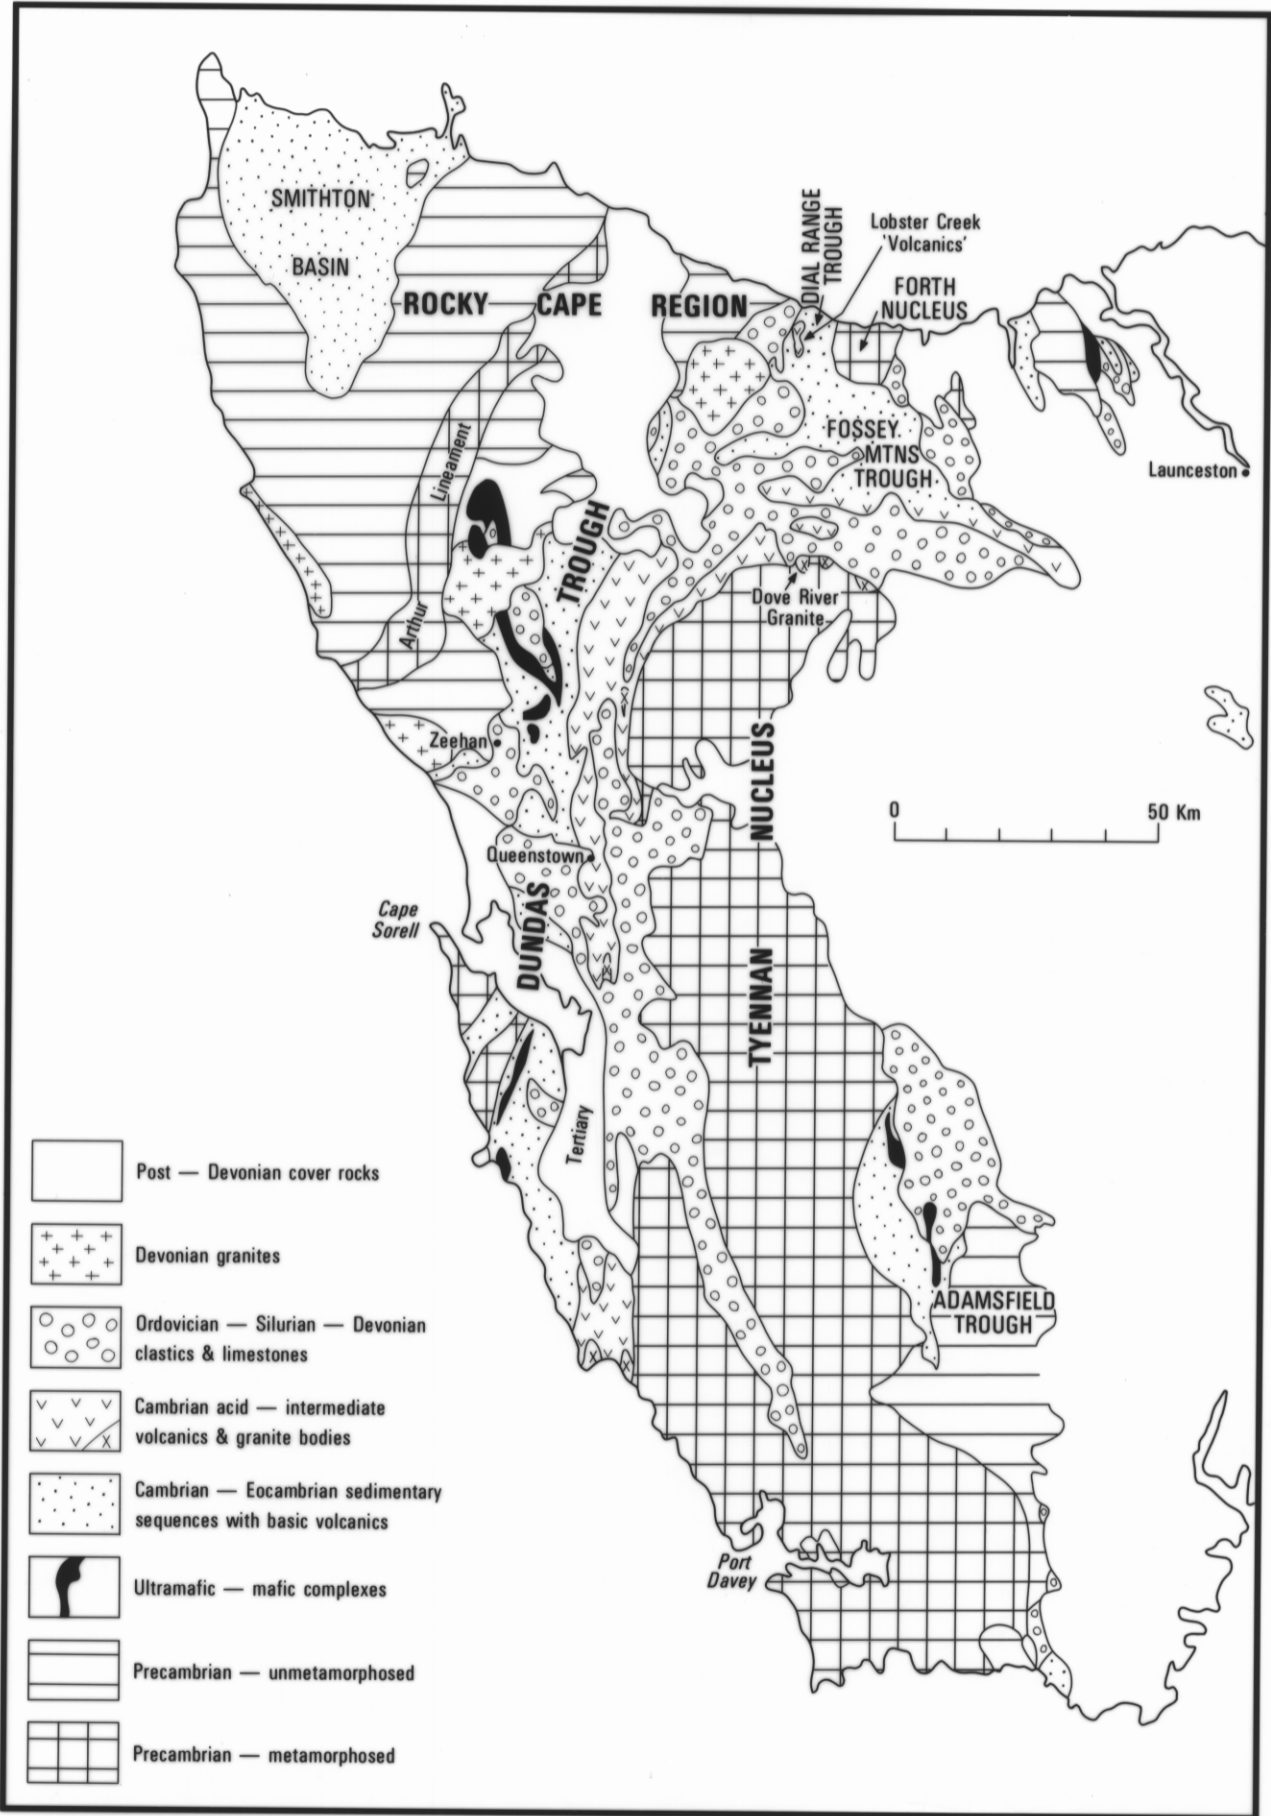 SMITHTON
BASIN
ROCKY CAPE REGION
DIAL RANGE
TROUGH
Lobster Creek
'Volcanics'
FORTH
NUCLEUS
FOSSEY
MTNS
TROUGH
Launceston
Lineament
Arthur
TROUGH
Dove River
Granite
Zeehan
NUCLEUS
0 50 Km
Queenstown
Cape
Sorell
DUNDAS
TYENNAN
Tertiary
ADAMSFIELD
TROUGH
Port
Davey
Post — Devonian cover rocks
Devonian granites
Ordovician — Silurian — Devonian
clastics & limestones
Cambrian acid — intermediate
volcanics & granite bodies
Cambrian — Eocambrian sedimentary
sequences with basic volcanics
Ultramafic — mafic complexes
Precambrian — unmetamorphosed
Precambrian — metamorphosed